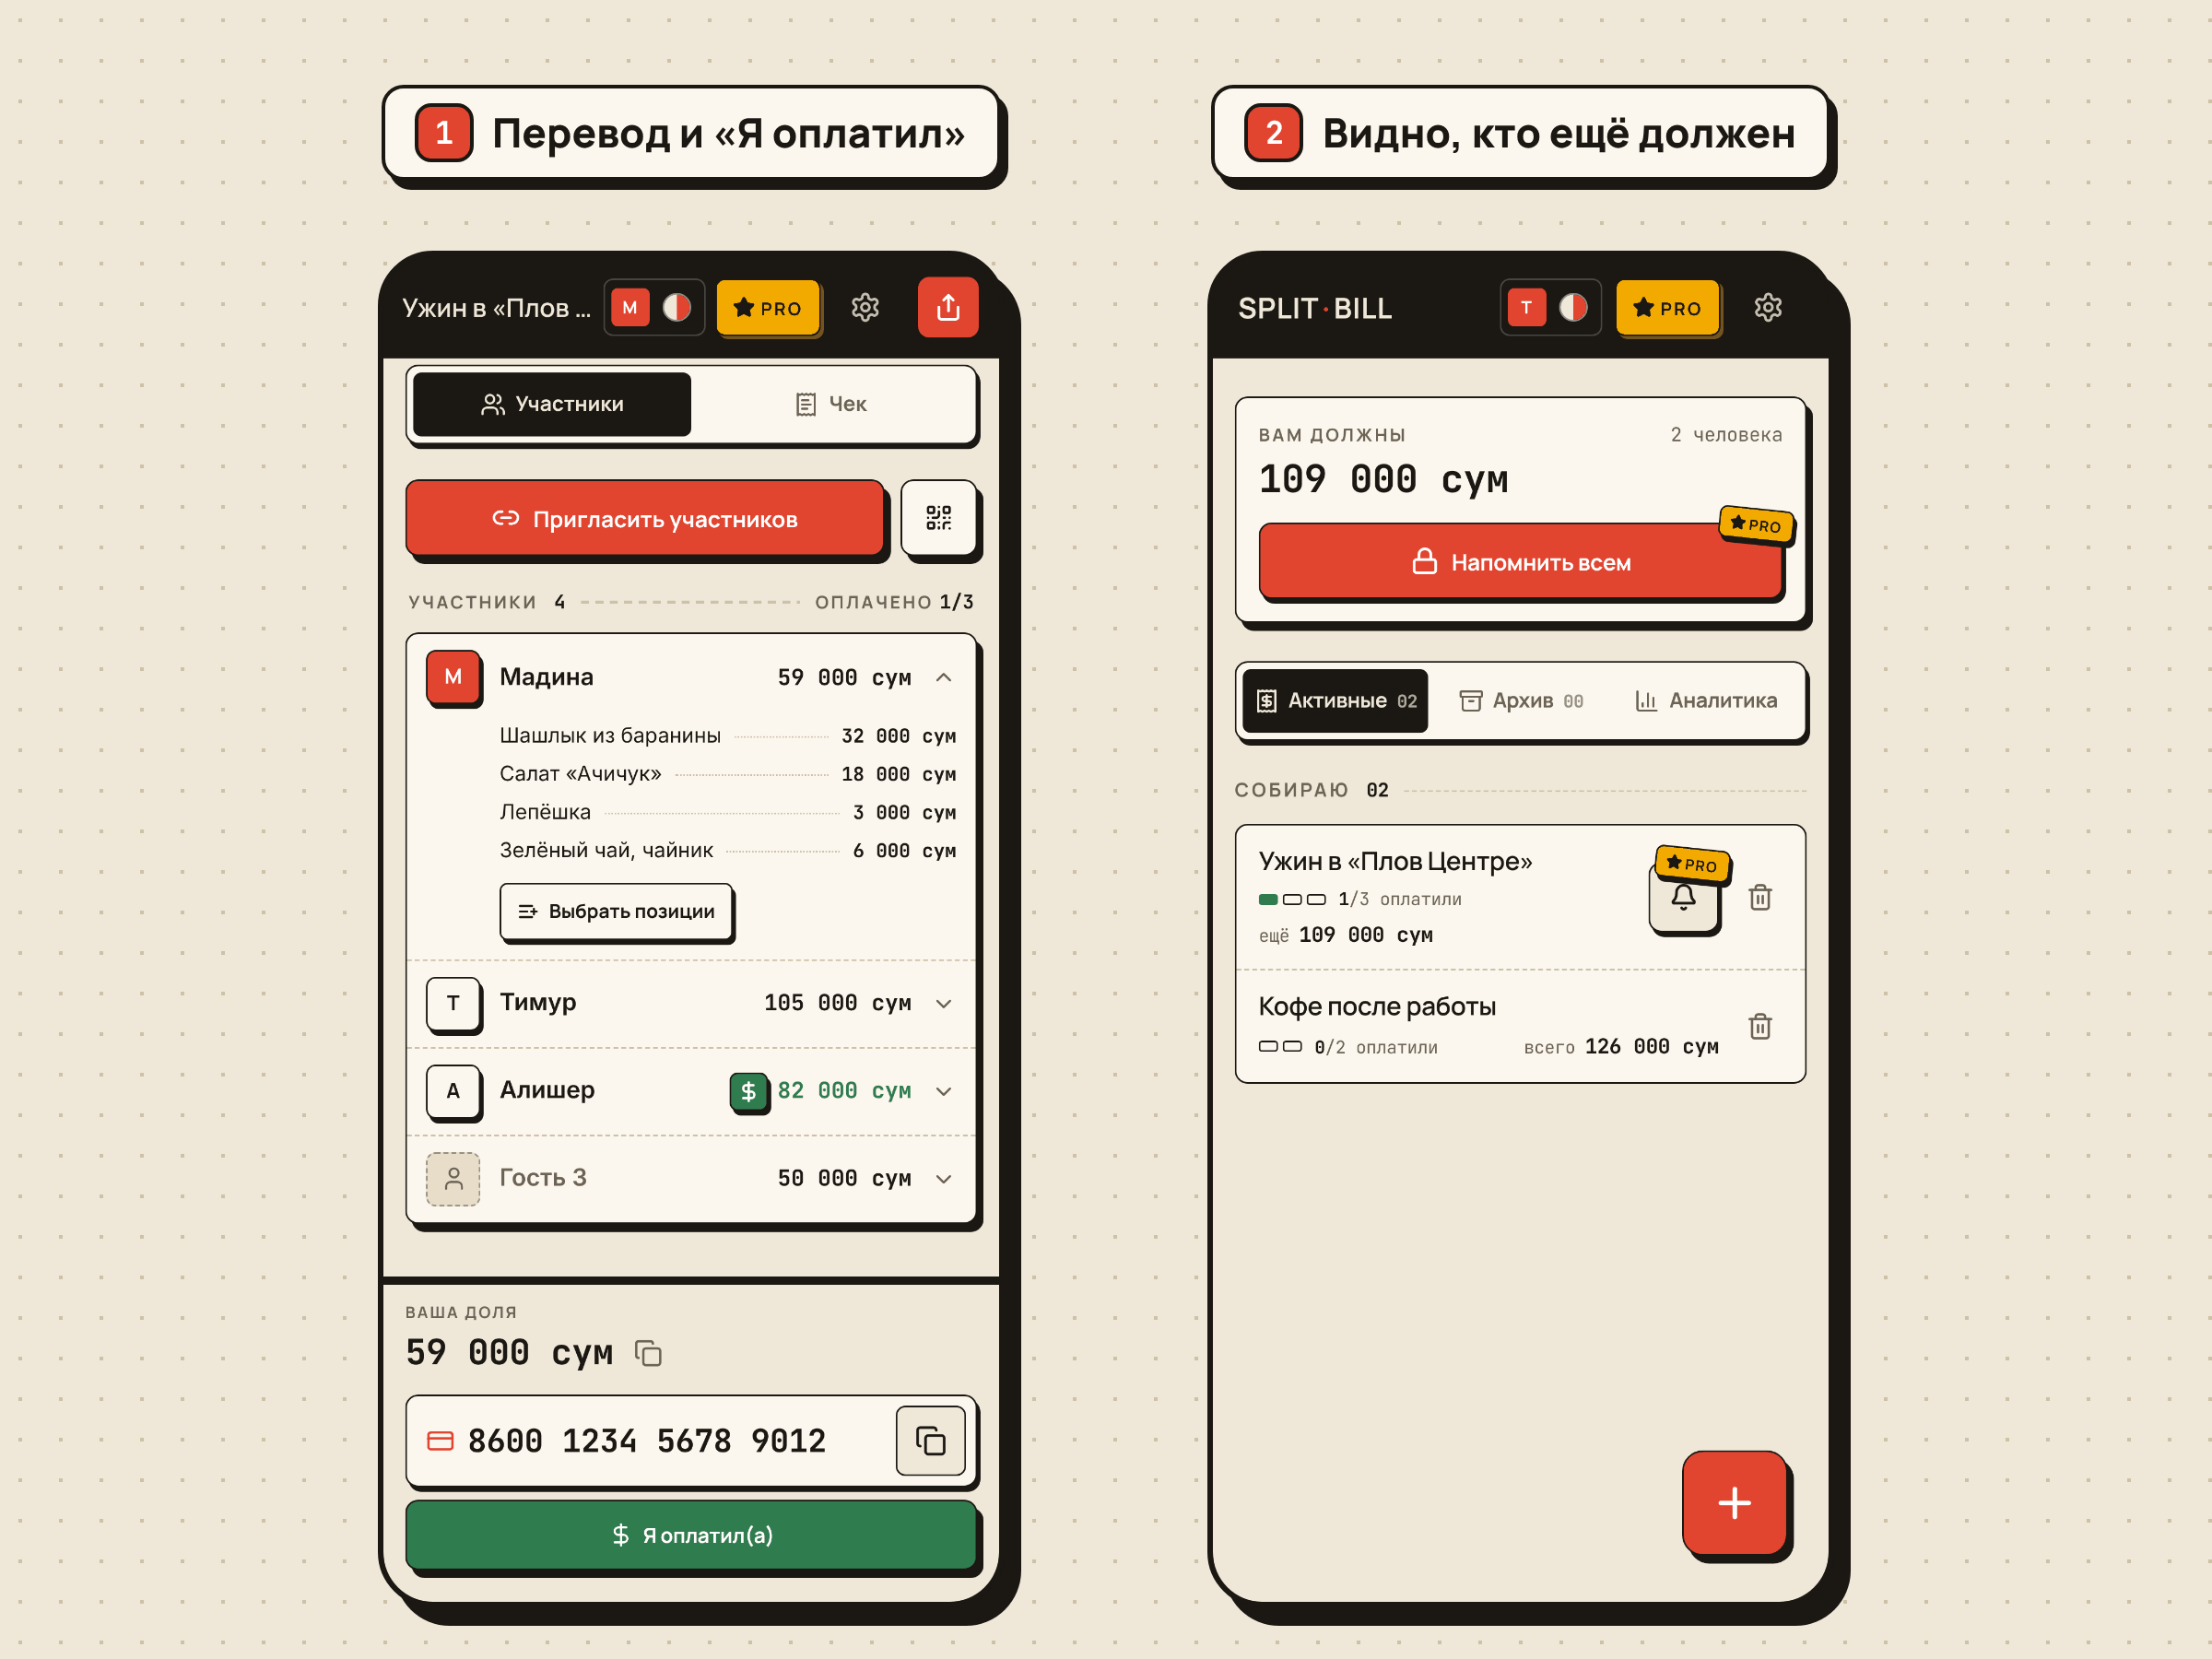 1 Перевод и «Я оплатил»
Ужин в «Плов ... М PRO
Участники Чек
Пригласить участников
УЧАСТНИКИ 4 ОПЛАЧЕНО 1/3
М Мадина 59 000 сум
Шашлык из баранины 32 000 сум
Салат «Ачичук» 18 000 сум
Лепёшка 3 000 сум
Зелёный чай, чайник 6 000 сум
Выбрать позиции
Т Тимур 105 000 сум
А Алишер $ 82 000 сум
Гость 3 50 000 сум
ВАША ДОЛЯ
59 000 сум
8600 1234 5678 9012
$ Я оплатил(а)
2 Видно, кто ещё должен
SPLIT·BILL Т PRO
ВАМ ДОЛЖНЫ 2 человека
109 000 сум
PRO
Напомнить всем
Активные 02 Архив 00 Аналитика
СОБИРАЮ 02
Ужин в «Плов Центре» PRO
1/3 оплатили
ещё 109 000 сум
Кофе после работы
0/2 оплатили всего 126 000 сум